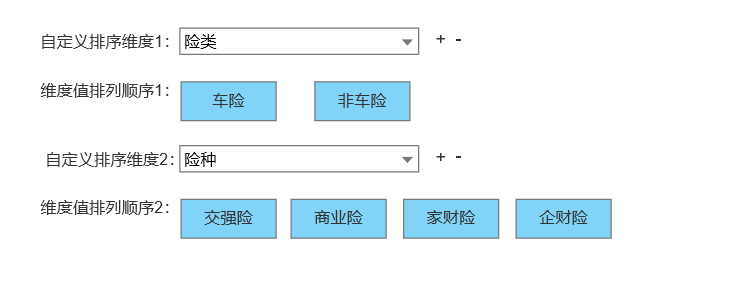 自定义排序维度1： 险类 + -
维度值排列顺序1： 车险 非车险
自定义排序维度2： 险种 + -
维度值排列顺序2： 交强险 商业险 家财险 企财险